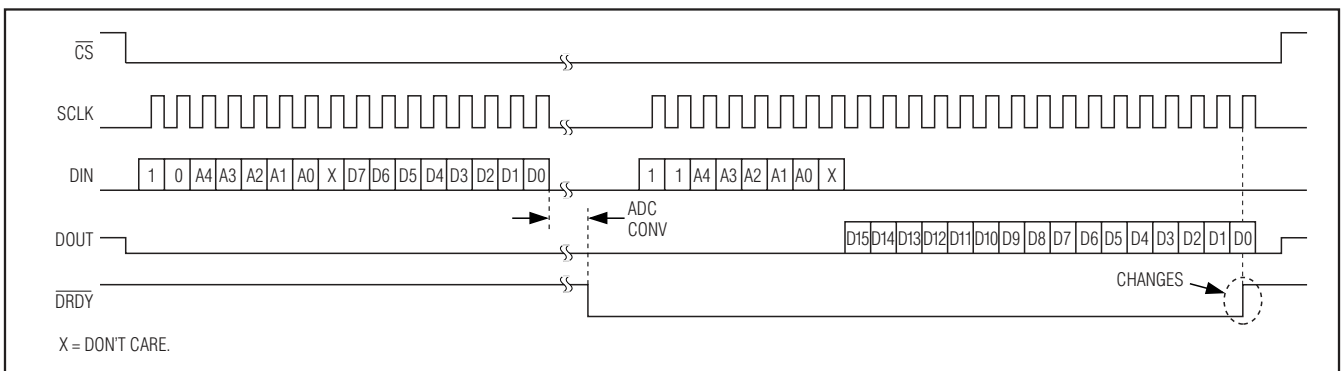 CS
SCLK
DIN 1 0 A4 A3 A2 A1 A0 X D7 D6 D5 D4 D3 D2 D1 D0 1 1 A4 A3 A2 A1 A0 X
ADC
CONV
DOUT D15 D14 D13 D12 D11 D10 D9 D8 D7 D6 D5 D4 D3 D2 D1 D0
CHANGES
DRDY
X = DON'T CARE.